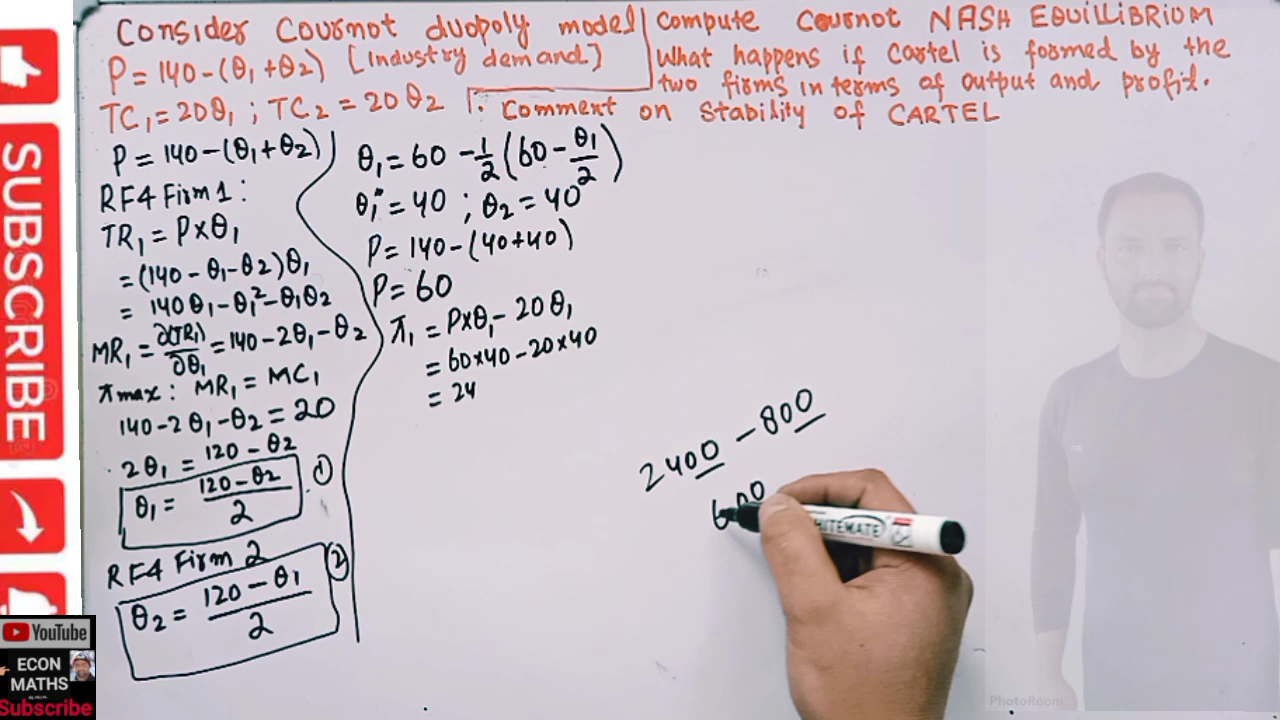 Consider Cournot duopoly model
P = 140 - (θ₁ + θ₂) [industry demand]
TC₁ = 20θ₁ ; TC₂ = 20θ₂
Compute Cournot NASH EQUiLLiBRIUM
What happens if Cartel is formed by the
two firms in terms of output and profit.
: Comment on Stability of CARTEL
P = 140 - (θ₁ + θ₂)
RF4 Firm 1 :
TR₁ = P×θ₁
= (140 - θ₁ - θ₂)θ₁
= 140θ₁ - θ₁² - θ₁θ₂
MR₁ = ∂(TR₁)/∂θ₁ = 140 - 2θ₁ - θ₂
πmax : MR₁ = MC₁
140 - 2θ₁ - θ₂ = 20
2θ₁ = 120 - θ₂
θ₁ = (120 - θ₂)/2 ①
RF4 Firm 2
θ₂ = (120 - θ₁)/2 ②
θ₁ = 60 - 1/2 (60 - θ₁/2)
θ₁* = 40 ; θ₂ = 40
P = 140 - (40+40)
P = 60
π₁ = P×θ₁ - 20θ₁
= 60×40 - 20×40
= 24
2400 - 800
600
WHITEMATE
SUBSCRIBE
YouTube
ECON
MATHS
Subscribe
PhotoRoom